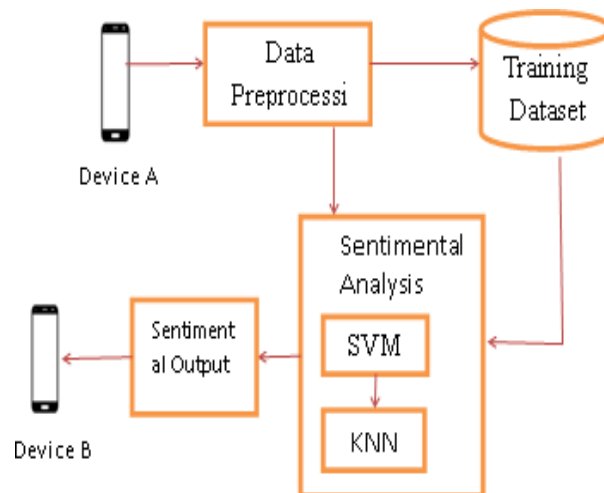 Data
Preprocessi
Training
Dataset
Device A
Sentimental
Analysis
SVM
KNN
Sentiment
al Output
Device B